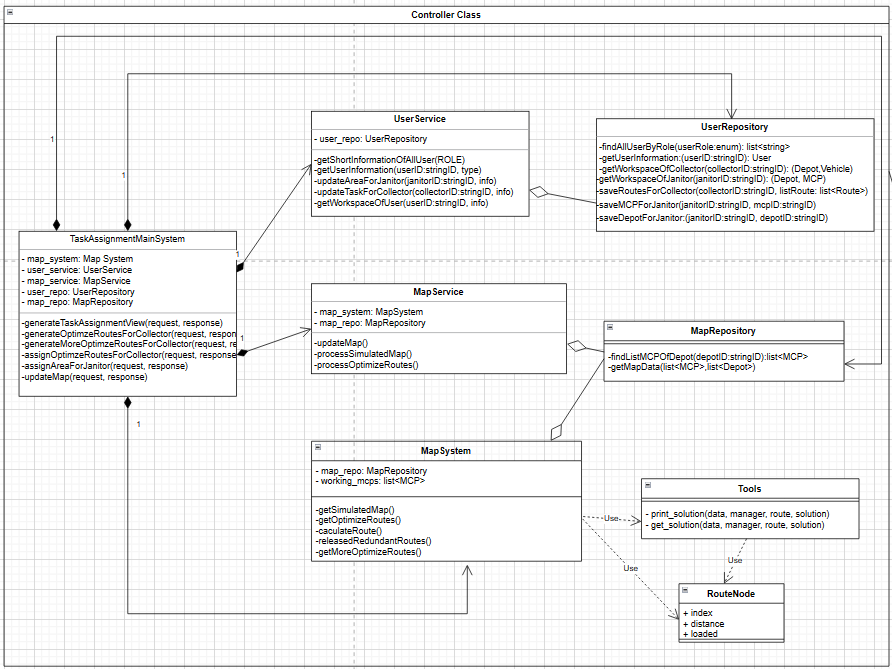 Controller Class
UserService
- user_repo: UserRepository
-getShortInformationOfAllUser(ROLE)
-getUserInformation(userID:stringID, type)
-updateAreaForJanitor(janitorID:stringID, info)
-updateTaskForCollector(collectorID:stringID, info)
-getWorkspaceOfUser(userID:stringID, info)
UserRepository
-findAllUserByRole(userRole:enum): list<string>
-getUserInformation:(userID:stringID): User
-getWorkspaceOfCollector(collectorID:stringID): (Depot,Vehicle)
-getWorkspaceOfJanitor(janitorID:stringID): (Depot, MCP)
-saveRoutesForCollector(collectorID:stringID, listRoute: list<Route>)
-saveMCPForJanitor(janitorID:stringID, mcpID:stringID)
-saveDepotForJanitor:(janitorID:stringID, depotID:stringID)
1
1
1
1
1
TaskAssignmentMainSystem
- map_system: Map System
- user_service: UserService
- map_service: MapService
- user_repo: UserRepository
- map_repo: MapRepository
-generateTaskAssignmentView(request, response)
-generateOptimzeRoutesForCollector(request, respon
-generateMoreOptimzeRoutesForCollector(request, re
-assignOptimzeRoutesForCollector(request, response
-assignAreaForJanitor(request, response)
-updateMap(request, response)
MapService
- map_system: MapSystem
- map_repo: MapRepository
-updateMap()
-processSimulatedMap()
-processOptimizeRoutes()
MapRepository
-findListMCPOfDepot(depotID:stringID):list<MCP>
-getMapData(list<MCP>,list<Depot>)
MapSystem
- map_repo: MapRepository
- working_mcps: list<MCP>
-getSimulatedMap()
-getOptimizeRoutes()
-caculateRoute()
-releasedRedundantRoutes()
-getMoreOptimizeRoutes()
Tools
- print_solution(data, manager, route, solution)
- get_solution(data, manager, route, solution)
Use
Use
Use
RouteNode
+ index
+ distance
+ loaded